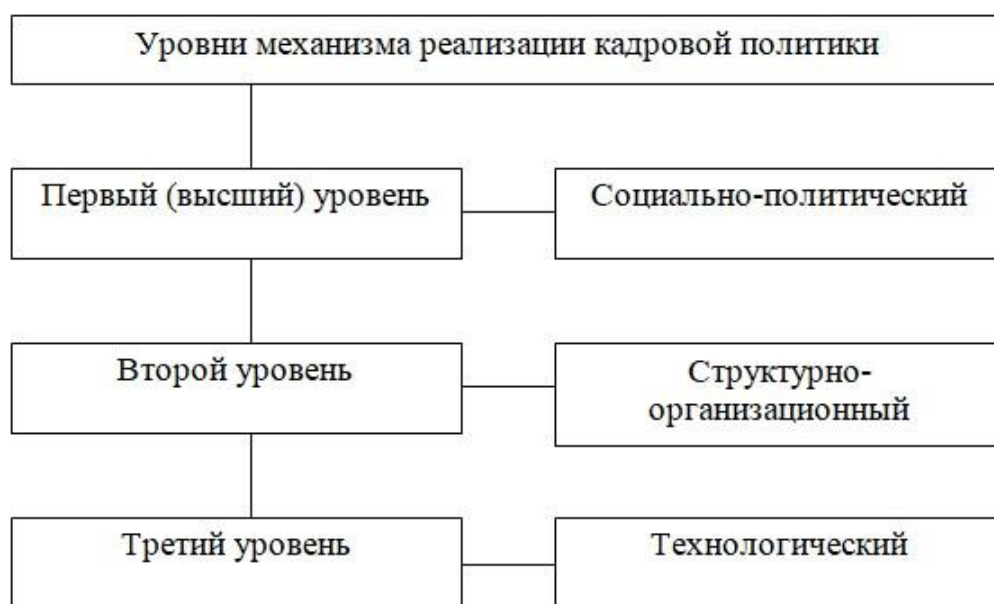 Уровни механизма реализации кадровой политики
Первый (высший) уровень
Социально-политический
Второй уровень
Структурно-
организационный
Третий уровень
Технологический